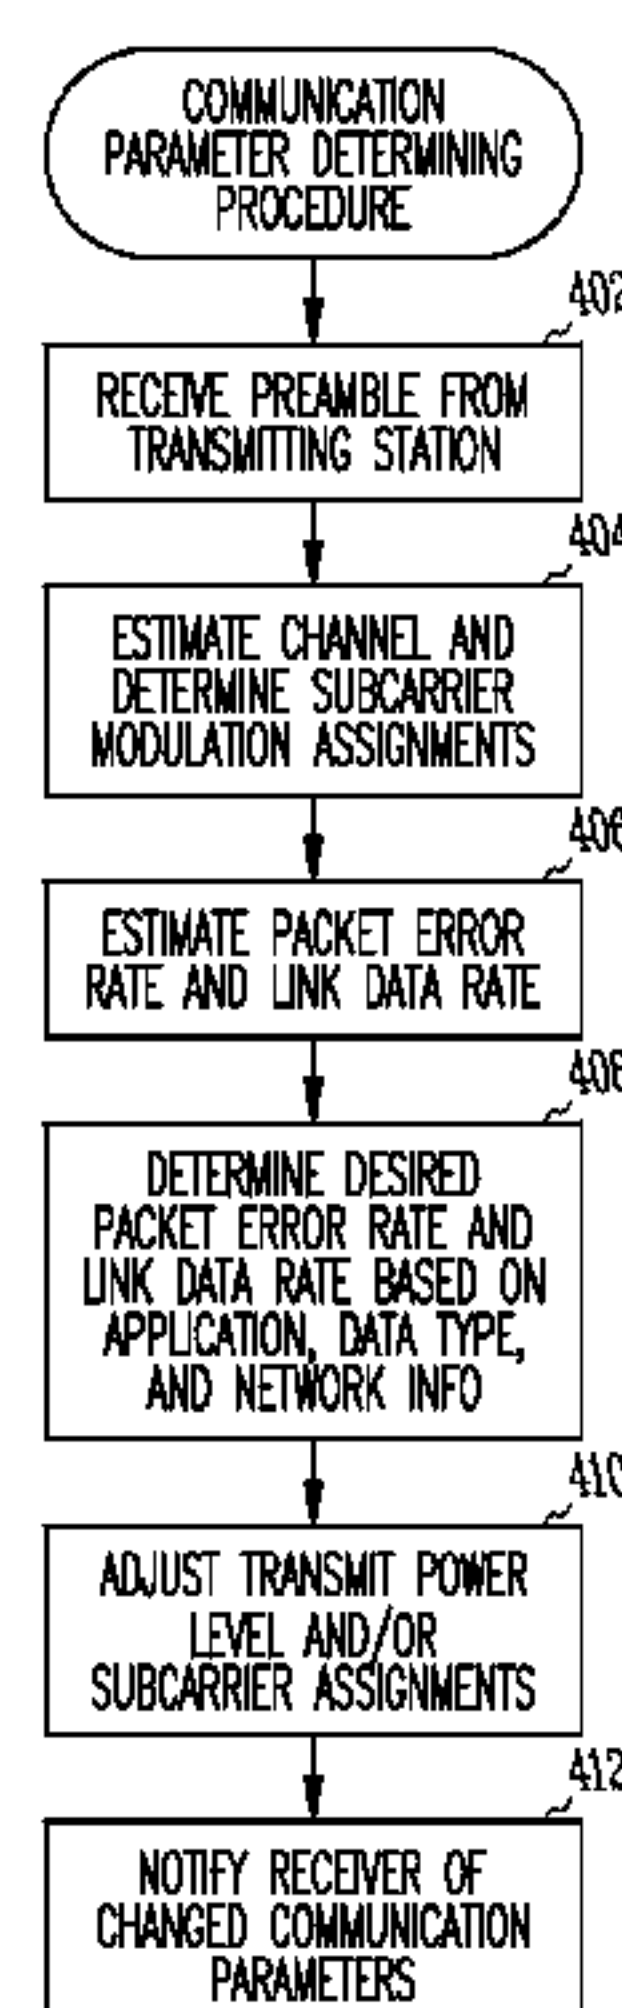 COMMUNICATION
PARAMETER DETERMINING
PROCEDURE
402
RECEIVE PREAMBLE FROM
TRANSMITTING STATION
404
ESTIMATE CHANNEL AND
DETERMINE SUBCARRIER
MODULATION ASSIGNMENTS
406
ESTIMATE PACKET ERROR
RATE AND LINK DATA RATE
408
DETERMINE DESIRED
PACKET ERROR RATE AND
LINK DATA RATE BASED ON
APPLICATION, DATA TYPE,
AND NETWORK INFO
410
ADJUST TRANSMIT POWER
LEVEL AND/OR
SUBCARRIER ASSIGNMENTS
412
NOTIFY RECEIVER OF
CHANGED COMMUNICATION
PARAMETERS